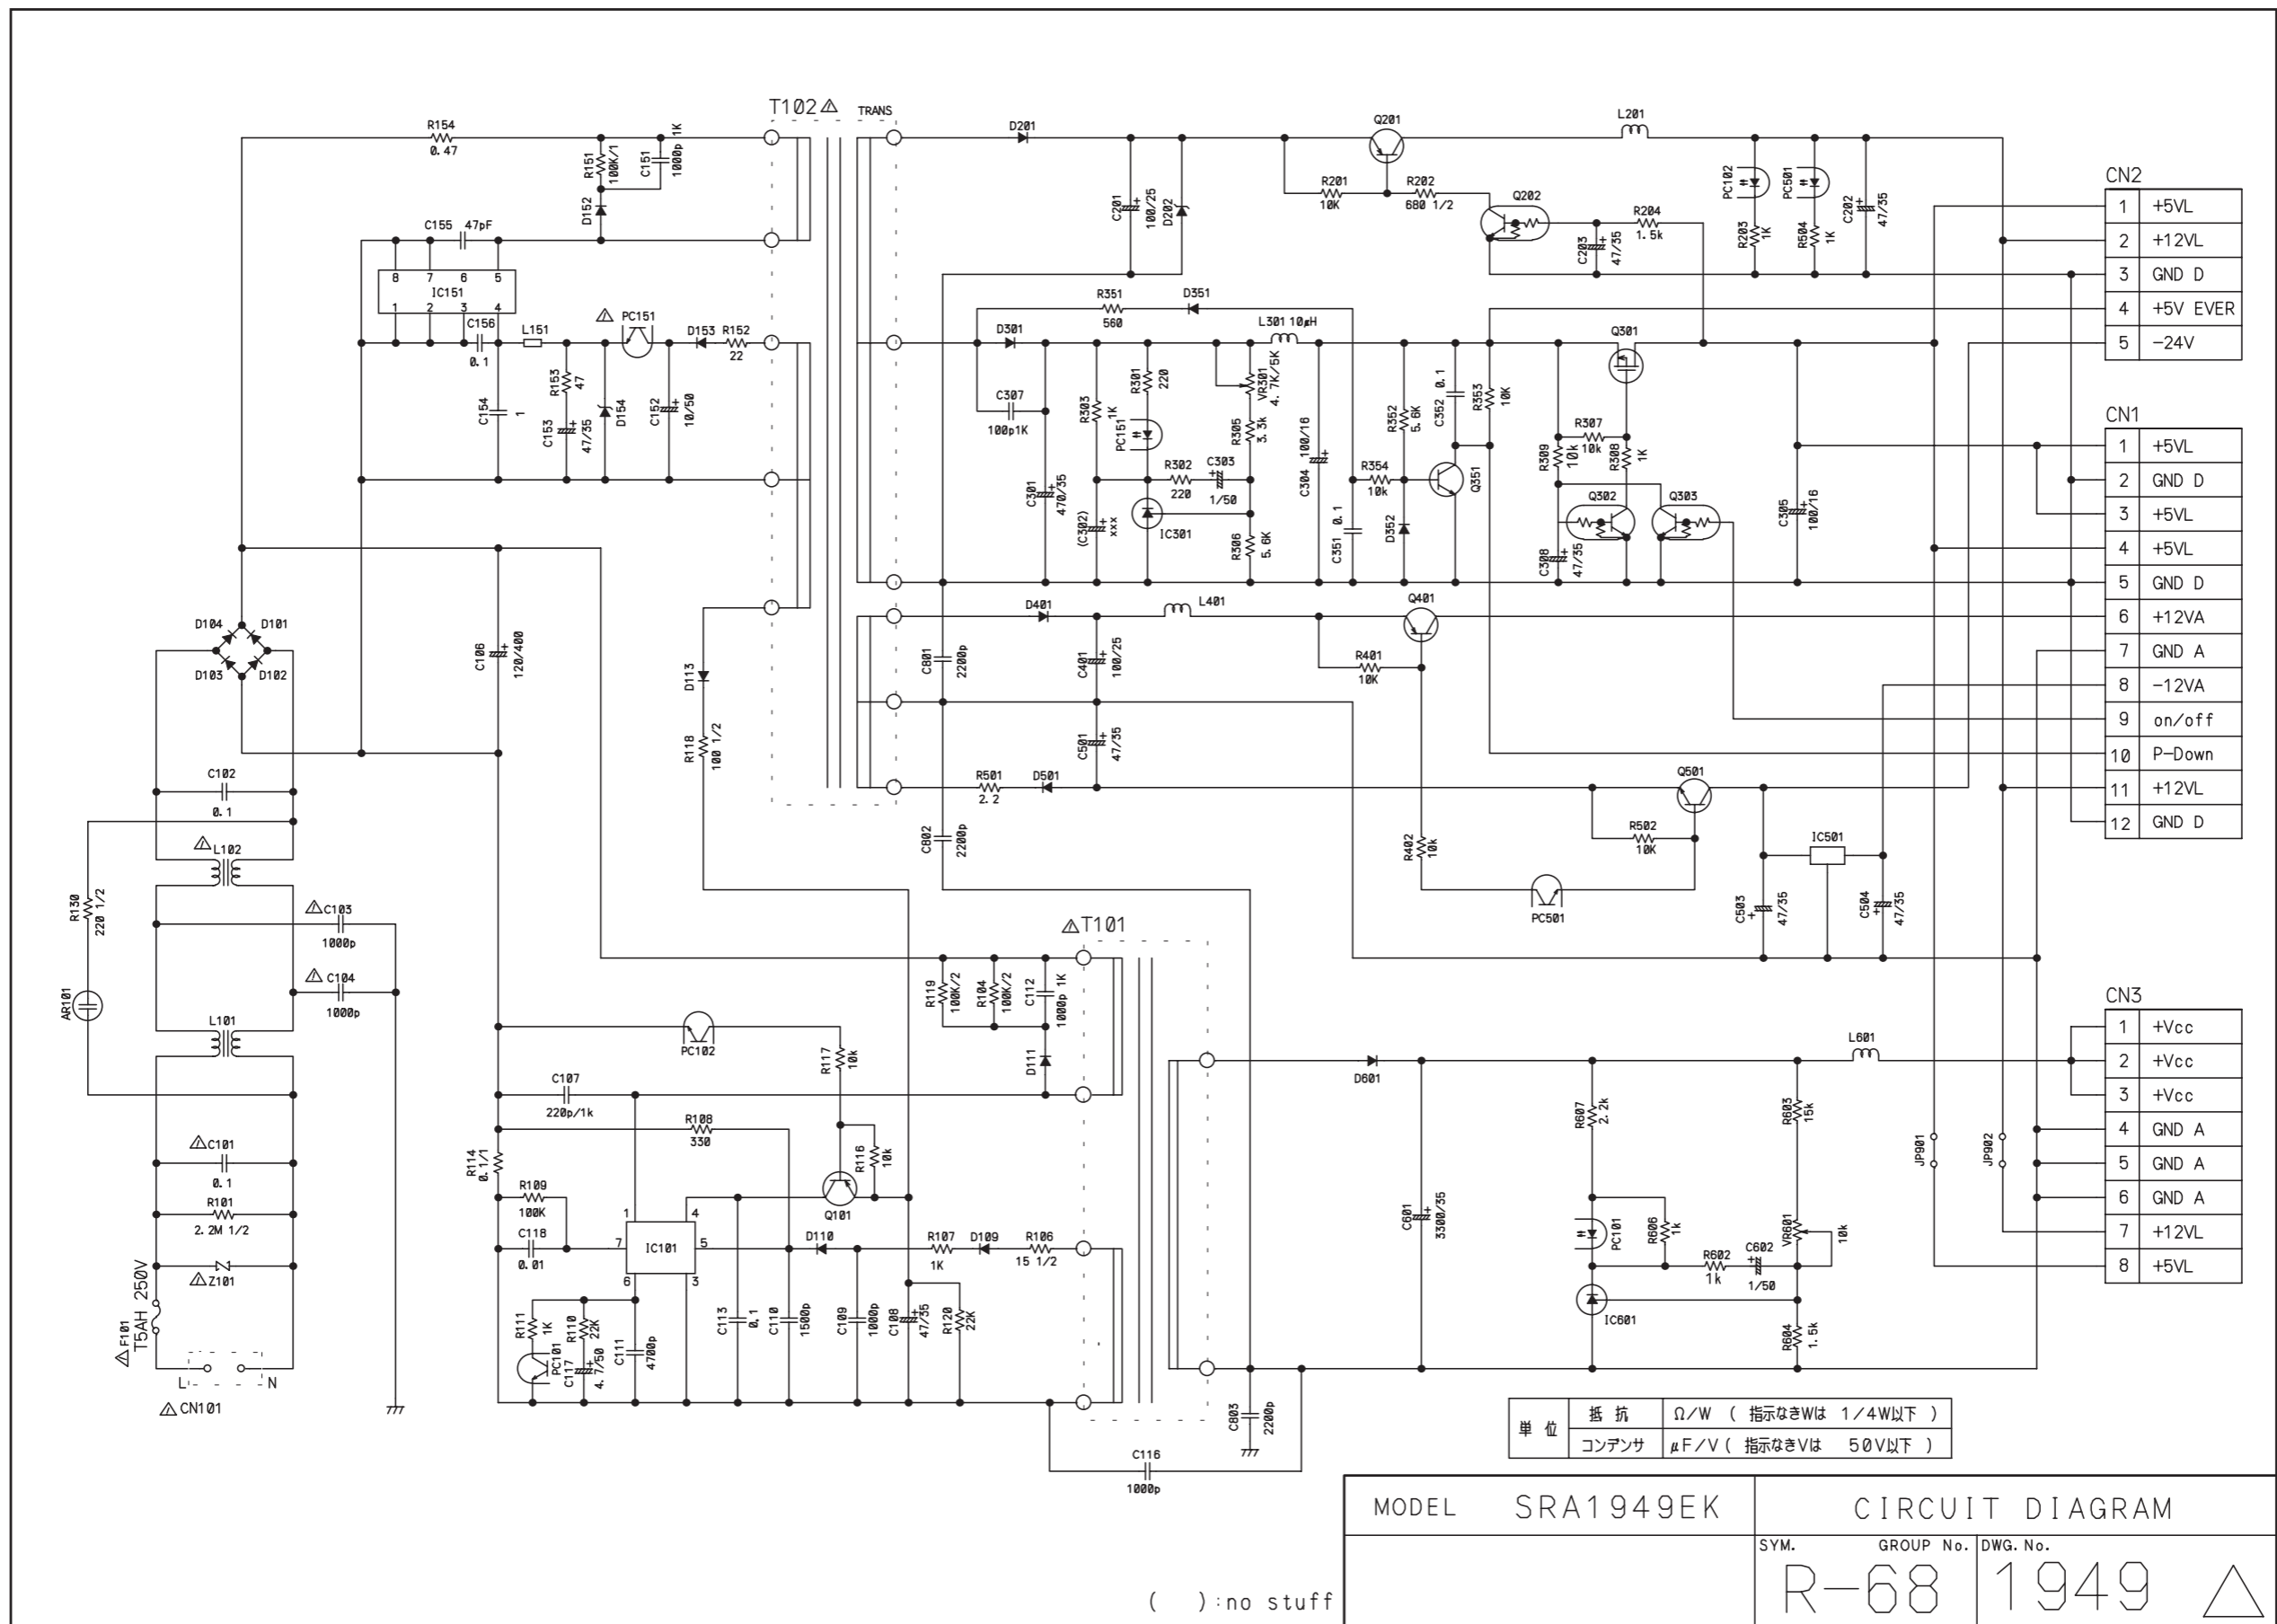 T102 TRANS
R154
0.47
R151
100K/1
C151
1000p 1K
D152
C155 47pF
8 7 6 5
IC151
1 2 3 4
C156
0.1
L151
PC151
D153
R152
22
R153
47
C154
1
C153
47/35
D154
C152
10/50
D201
C201
100/25
D202
Q201
R201
10K
R202
680 1/2
Q202
C203
47/35
R204
1.5k
L201
PC102
R203
1K
PC501
R504
1K
C202
47/35
CN2
1 +5VL
2 +12VL
3 GND D
4 +5V EVER
5 -24V
R351
560
D351
D301
C307
100p1K
C301
470/35
R303
1K
(C302)
xxx
R301
220
PC151
R302
220
C303
1/50
IC301
VR301
4.7K/5K
R305
3.3k
R306
5.6K
L301 10μH
C304
100/16
C351 0.1
R354
10k
R352
5.6K
D352
C352 0.1
R353
10K
Q351
Q301
R307
10k
R309
10k
R308
1K
Q302
Q303
C308
47/35
C305
100/16
CN1
1 +5VL
2 GND D
3 +5VL
4 +5VL
5 GND D
6 +12VA
7 GND A
8 -12VA
9 on/off
10 P-Down
11 +12VL
12 GND D
D104
D101
D103
D102
C106
120/400
D113
R118
100 1/2
D401
L401
Q401
R401
10K
C801
2200p
C401
100/25
C501
47/35
R501
2.2
D501
C802
2200p
R402
10k
PC501
Q501
R502
10K
IC501
C503
47/35
C504
47/35
C102
0.1
L102
R130
220 1/2
AR101
C103
1000p
C104
1000p
L101
C101
0.1
R101
2.2M 1/2
Z101
F101
T5AH 250V
L N
CN101
T101
R119
100K/2
R104
100K/2
C112
1000p 1K
D111
PC102
R117
10k
C107
220p/1k
R108
330
R114
0.1/1
R116
10k
Q101
R109
100K
C118
0.01
1 4
7 IC101 5
6 3
D110
R107
1K
D109
R106
15 1/2
R111
1K
PC101
R110
22K
C117
4.7/50
C111
4700p
C113
0.1
C110
1500p
C109
1000p
C108
47/35
R120
22K
C116
1000p
C803
2200p
D601
C601
3300/35
R607
2.2k
PC101
R606
1k
R602
1k
C602
1/50
IC601
R603
15k
VR601
10k
R604
1.5k
L601
JP901
JP902
CN3
1 +Vcc
2 +Vcc
3 +Vcc
4 GND A
5 GND A
6 GND A
7 +12VL
8 +5VL
単位
抵抗 Ω/W ( 指示なきWは 1/4W以下 )
コンデンサ μF/V ( 指示なきVは 50V以下 )
MODEL SRA1949EK
CIRCUIT DIAGRAM
SYM. GROUP No. DWG. No.
R-68 1949
( ):no stuff